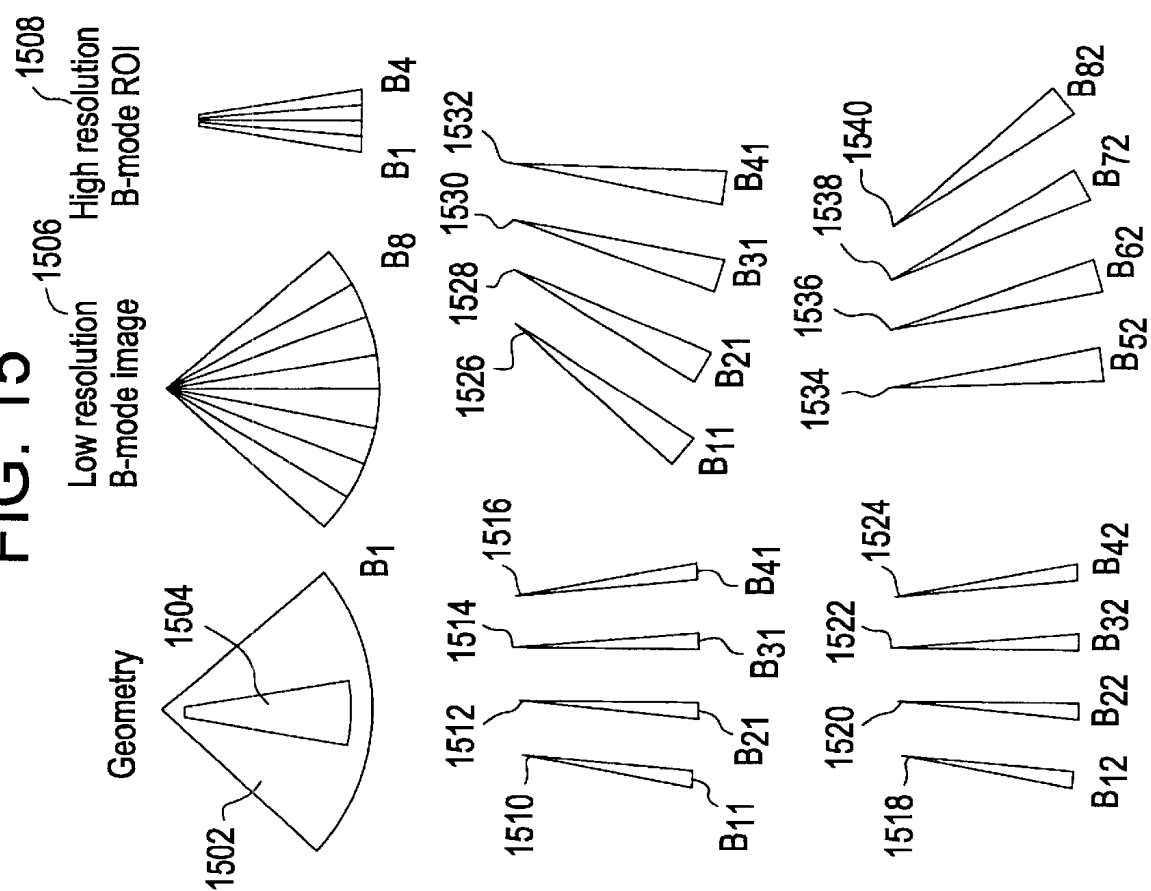 FIG. 15
Geometry
1502
1504
Low resolution
B-mode image
1506
B1
B8
High resolution
B-mode ROI
1508
B1
B4
1510
1512
1514
1516
B11
B21
B31
B41
1526
1528
1530
1532
B11
B21
B31
B41
1518
1520
1522
1524
B12
B22
B32
B42
1534
1536
1538
1540
B52
B62
B72
B82